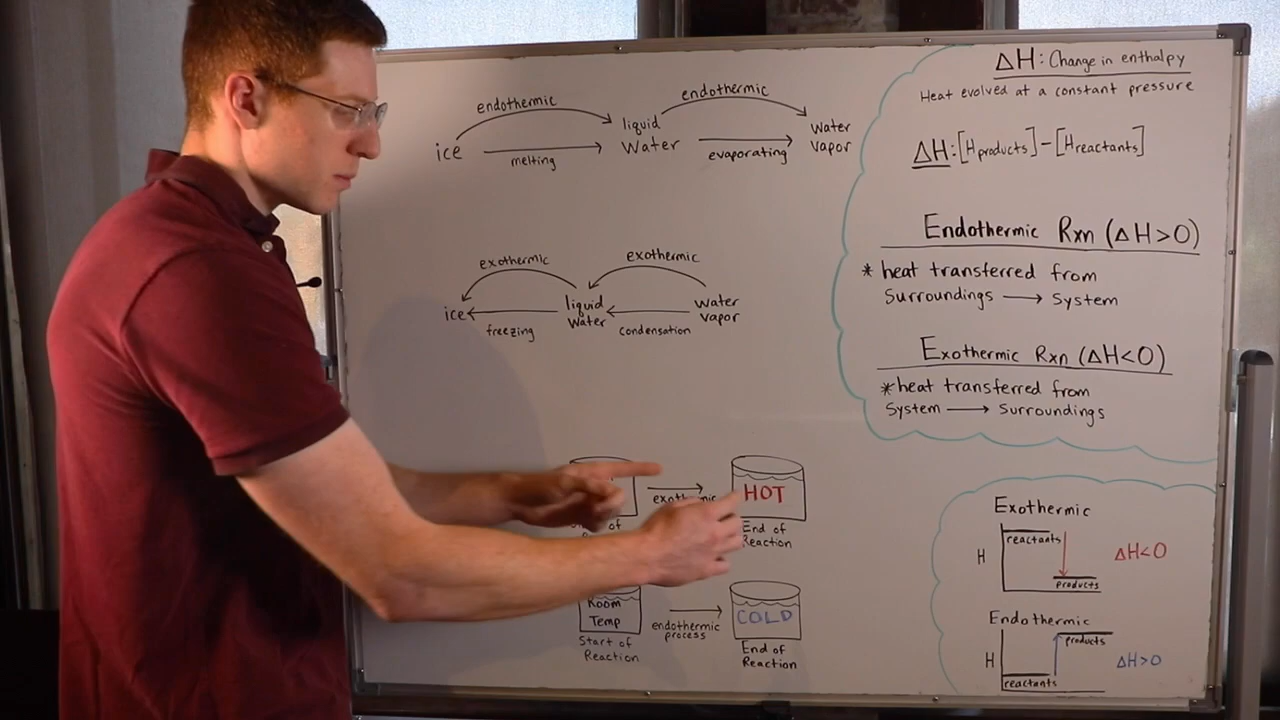 endothermic
endothermic
ice
melting
liquid
Water
evaporating
Water
Vapor
exothermic
exothermic
ice
freezing
liquid
Water
Condensation
Water
Vapor
HOT
End of
Reaction
of
Room
Temp
Start of
Reaction
endothermic
process
COLD
End of
Reaction
ΔH: Change in enthalpy
Heat evolved at a constant pressure
ΔH: [Hproducts] – [Hreactants]
Endothermic Rxn (ΔH>0)
* heat transferred from
Surroundings → System
Exothermic Rxn (ΔH<0)
* heat transferred from
System → Surroundings
Exothermic
H
reactants
products
ΔH<0
Endothermic
H
products
reactants
ΔH>0